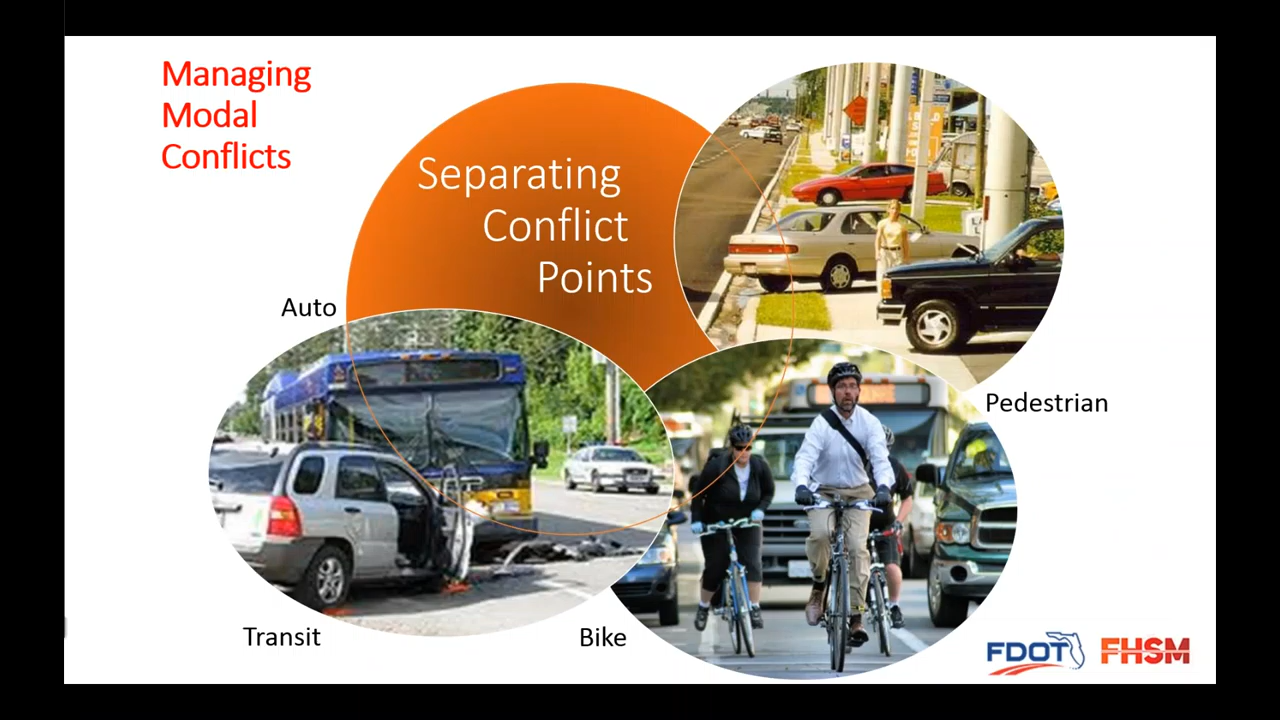 Managing
Modal
Conflicts
Separating
Conflict
Points
Auto
Pedestrian
Transit
Bike
FDOT
FHSM